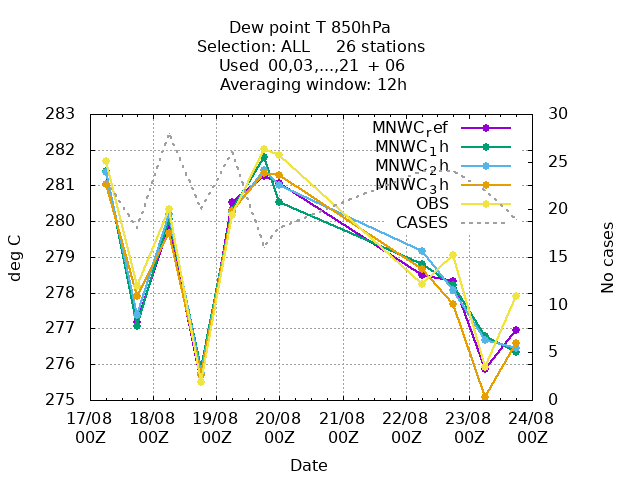 Dew point T 850hPa
Selection: ALL     26 stations
Used  00,03,...,21  + 06
Averaging window: 12h
283
282
281
280
279
278
277
276
275
30
25
20
15
10
5
0
MNWC_ref
MNWC_1h
MNWC_2h
MNWC_3h
OBS
CASES
deg C
No cases
17/08 18/08 19/08 20/08 21/08 22/08 23/08 24/08
00Z 00Z 00Z 00Z 00Z 00Z 00Z 00Z
Date